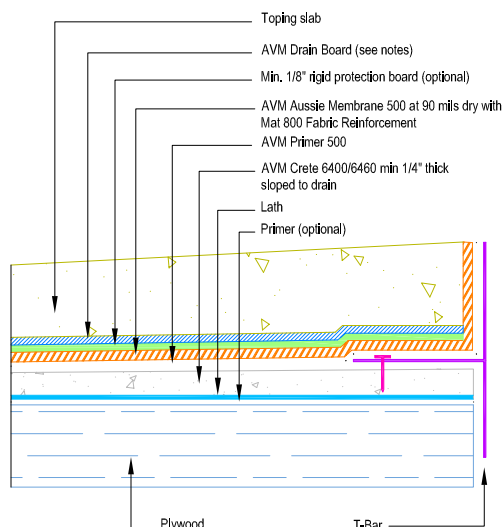 Toping slab
AVM Drain Board (see notes)
Min. 1/8" rigid protection board (optional)
AVM Aussie Membrane 500 at 90 mils dry with
Mat 800 Fabric Reinforcement
AVM Primer 500
AVM Crete 6400/6460 min 1/4" thick
sloped to drain
Lath
Primer (optional)
Plywood
T-Bar